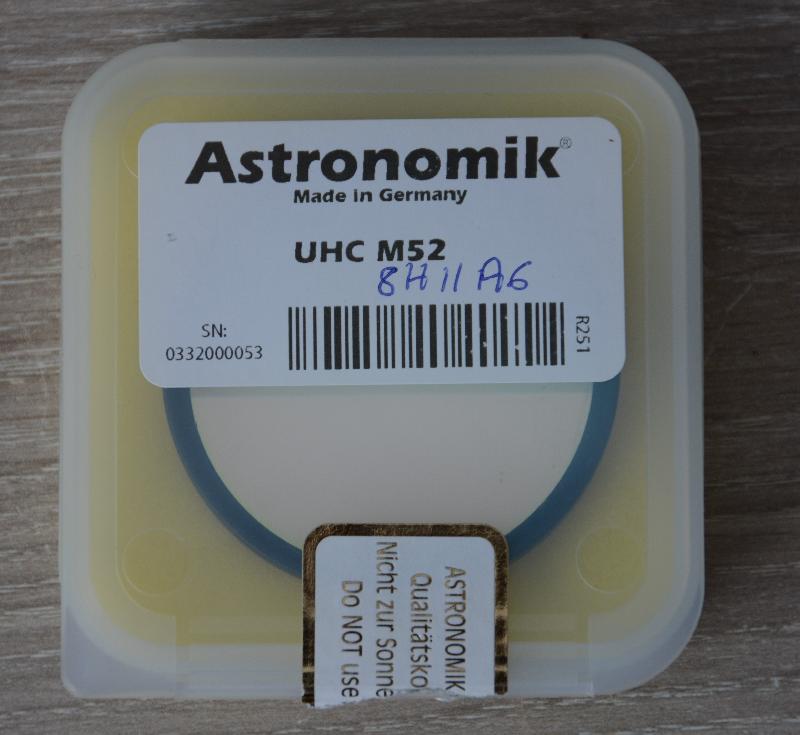 Astronomik®
Made in Germany
UHC M52
8H11A6
SN:
0332000053
R251
ASTRONOMIK
Qualitätsko
Nicht zur Sonne
Do NOT use